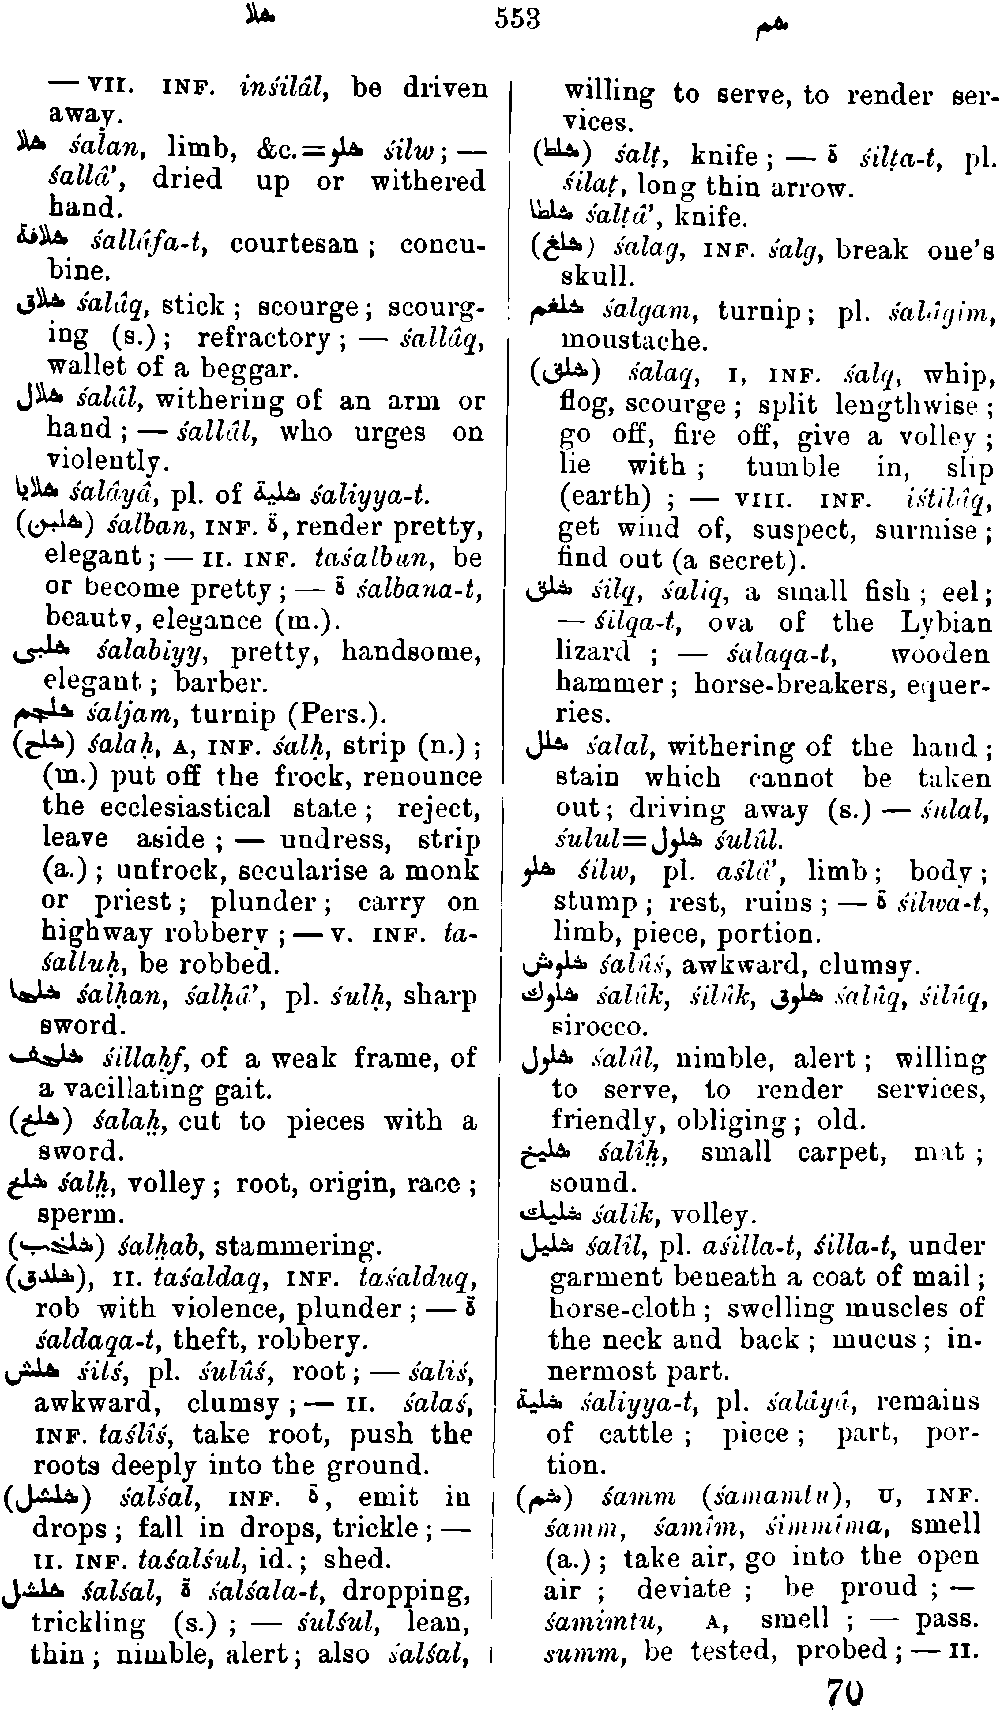 شلا 553 شم
— VII. INF. inśilâl, be driven
away.
شلا śalan, limb, &c.=شلو śilw; —
śallâ’, dried up or withered
hand.
شلافة śallâfa-t, courtesan; concu-
bine.
شلاق śalâq, stick; scourge; scourg-
ing (s.); refractory; — śallâq,
wallet of a beggar.
شلال śalâl, withering of an arm or
hand; — śallâl, who urges on
violently.
شلايا śalâyâ, pl. of شلية śaliyya-t.
(شلبن) śalban, INF. ة, render pretty,
elegant; — II. INF. taśalbun, be
or become pretty; — ة śalbana-t,
beauty, elegance (m.).
شلبى śalabiyy, pretty, handsome,
elegant; barber.
شلجم śaljam, turnip (Pers.).
(شلح) śalaḥ, A, INF. śalḥ, strip (n.);
(m.) put off the frock, renounce
the ecclesiastical state; reject,
leave aside; — undress, strip
(a.); unfrock, secularise a monk
or priest; plunder; carry on
highway robbery; — V. INF. ta-
śalluḥ, be robbed.
شلحا śalḥan, śalḥâ’, pl. śulḥ, sharp
sword.
شلحف śillaḥf, of a weak frame, of
a vacillating gait.
(شلخ) śalaḫ, cut to pieces with a
sword.
شلخ śalḫ, volley; root, origin, race;
sperm.
(شلخب) śalḫab, stammering.
(شلدق), II. taśaldaq, INF. taśalduq,
rob with violence, plunder; — ة
śaldaqa-t, theft, robbery.
شلش śilś, pl. śulûś, root; — śaliś,
awkward, clumsy; — II. śalaś,
INF. taślîś, take root, push the
roots deeply into the ground.
(شلشل) śalśal, INF. ة, emit in
drops; fall in drops, trickle; —
II. INF. taśalśul, id.; shed.
شلشل śalśal, ة śalśala-t, dropping,
trickling (s.); — śulśul, lean,
thin; nimble, alert; also śalśal,
willing to serve, to render ser-
vices.
(شلط) śalṭ, knife; — ة śilṭa-t, pl.
śilaṭ, long thin arrow.
شلطا śalṭâ’, knife.
(شلغ) śalag, INF. śalg, break one's
skull.
شلغم śalgam, turnip; pl. śalâgim,
moustache.
(شلق) śalaq, I, INF. śalq, whip,
flog, scourge; split lengthwise;
go off, fire off, give a volley;
lie with; tumble in, slip
(earth); — VIII. INF. iśtilâq,
get wind of, suspect, surmise;
find out (a secret).
شلق śilq, śaliq, a small fish; eel;
— śilqa-t, ova of the Lybian
lizard; — śalaqa-t, wooden
hammer; horse-breakers, equer-
ries.
شلل śalal, withering of the hand;
stain which cannot be taken
out; driving away (s.) — śulal,
śulul=شلول śulûl.
شلو śilw, pl. aślâ’, limb; body;
stump; rest, ruins; — ة śilwa-t,
limb, piece, portion.
شلوش śalûś, awkward, clumsy.
شلوك śalûk, śilûk, شلوق śalûq, śilûq,
sirocco.
شلول śalûl, nimble, alert; willing
to serve, to render services,
friendly, obliging; old.
شليخ śalîḫ, small carpet, mat;
sound.
شليك śalik, volley.
شليل śalîl, pl. aśilla-t, śilla-t, under
garment beneath a coat of mail;
horse-cloth; swelling muscles of
the neck and back; mucus; in-
nermost part.
شلية śaliyya-t, pl. śalâyâ, remains
of cattle; piece; part, por-
tion.
(شم) śamm (śamamtu), U, INF.
śamm, śamîm, śimmîma, smell
(a.); take air, go into the open
air; deviate; be proud; —
śamimtu, A, smell; — pass.
summ, be tested, probed; — II.
70